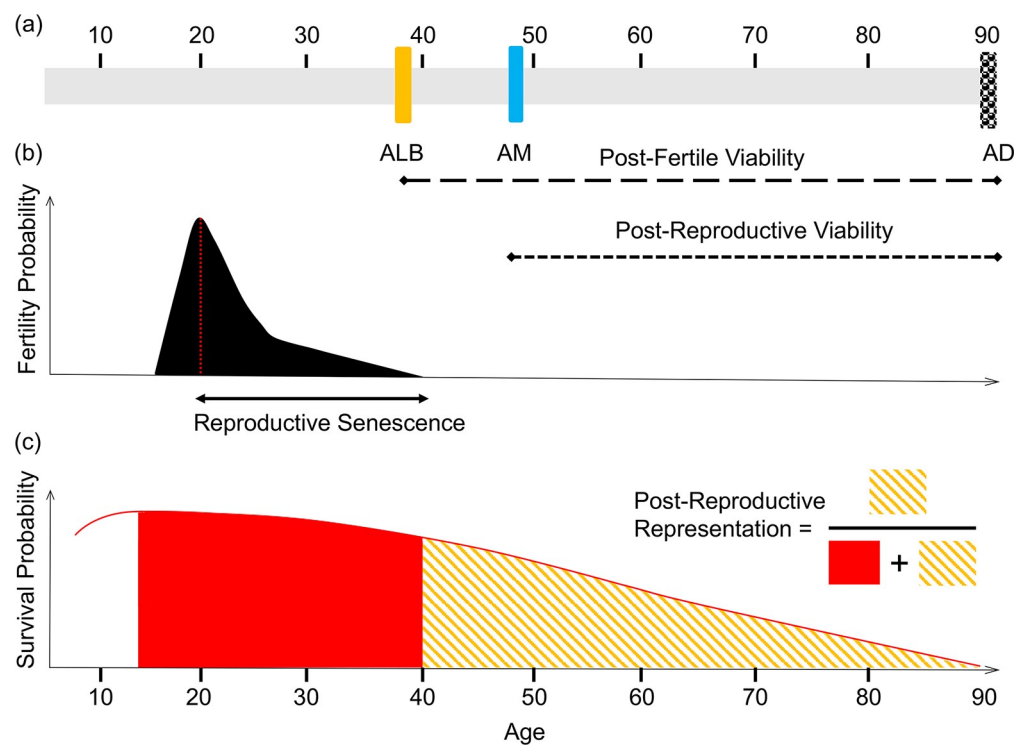 (a)
10 20 30 40 50 60 70 80 90
ALB AM AD
(b)
Post-Fertile Viability
Fertility Probability
Post-Reproductive Viability
Reproductive Senescence
(c)
Survival Probability
Post-Reproductive
Representation =
+
10 20 30 40 50 60 70 80 90
Age